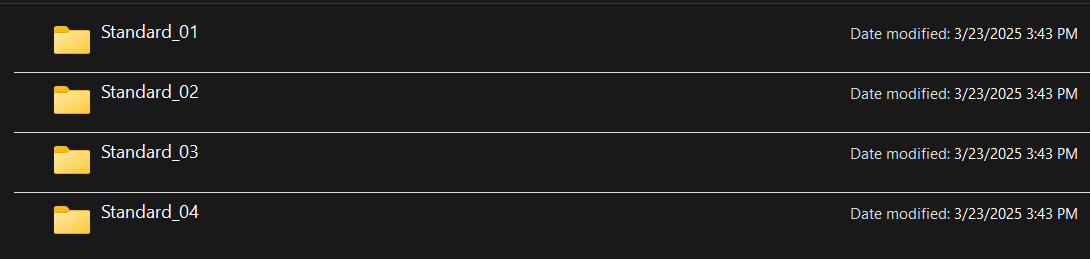 Standard_01
Date modified: 3/23/2025 3:43 PM
Standard_02
Date modified: 3/23/2025 3:43 PM
Standard_03
Date modified: 3/23/2025 3:43 PM
Standard_04
Date modified: 3/23/2025 3:43 PM